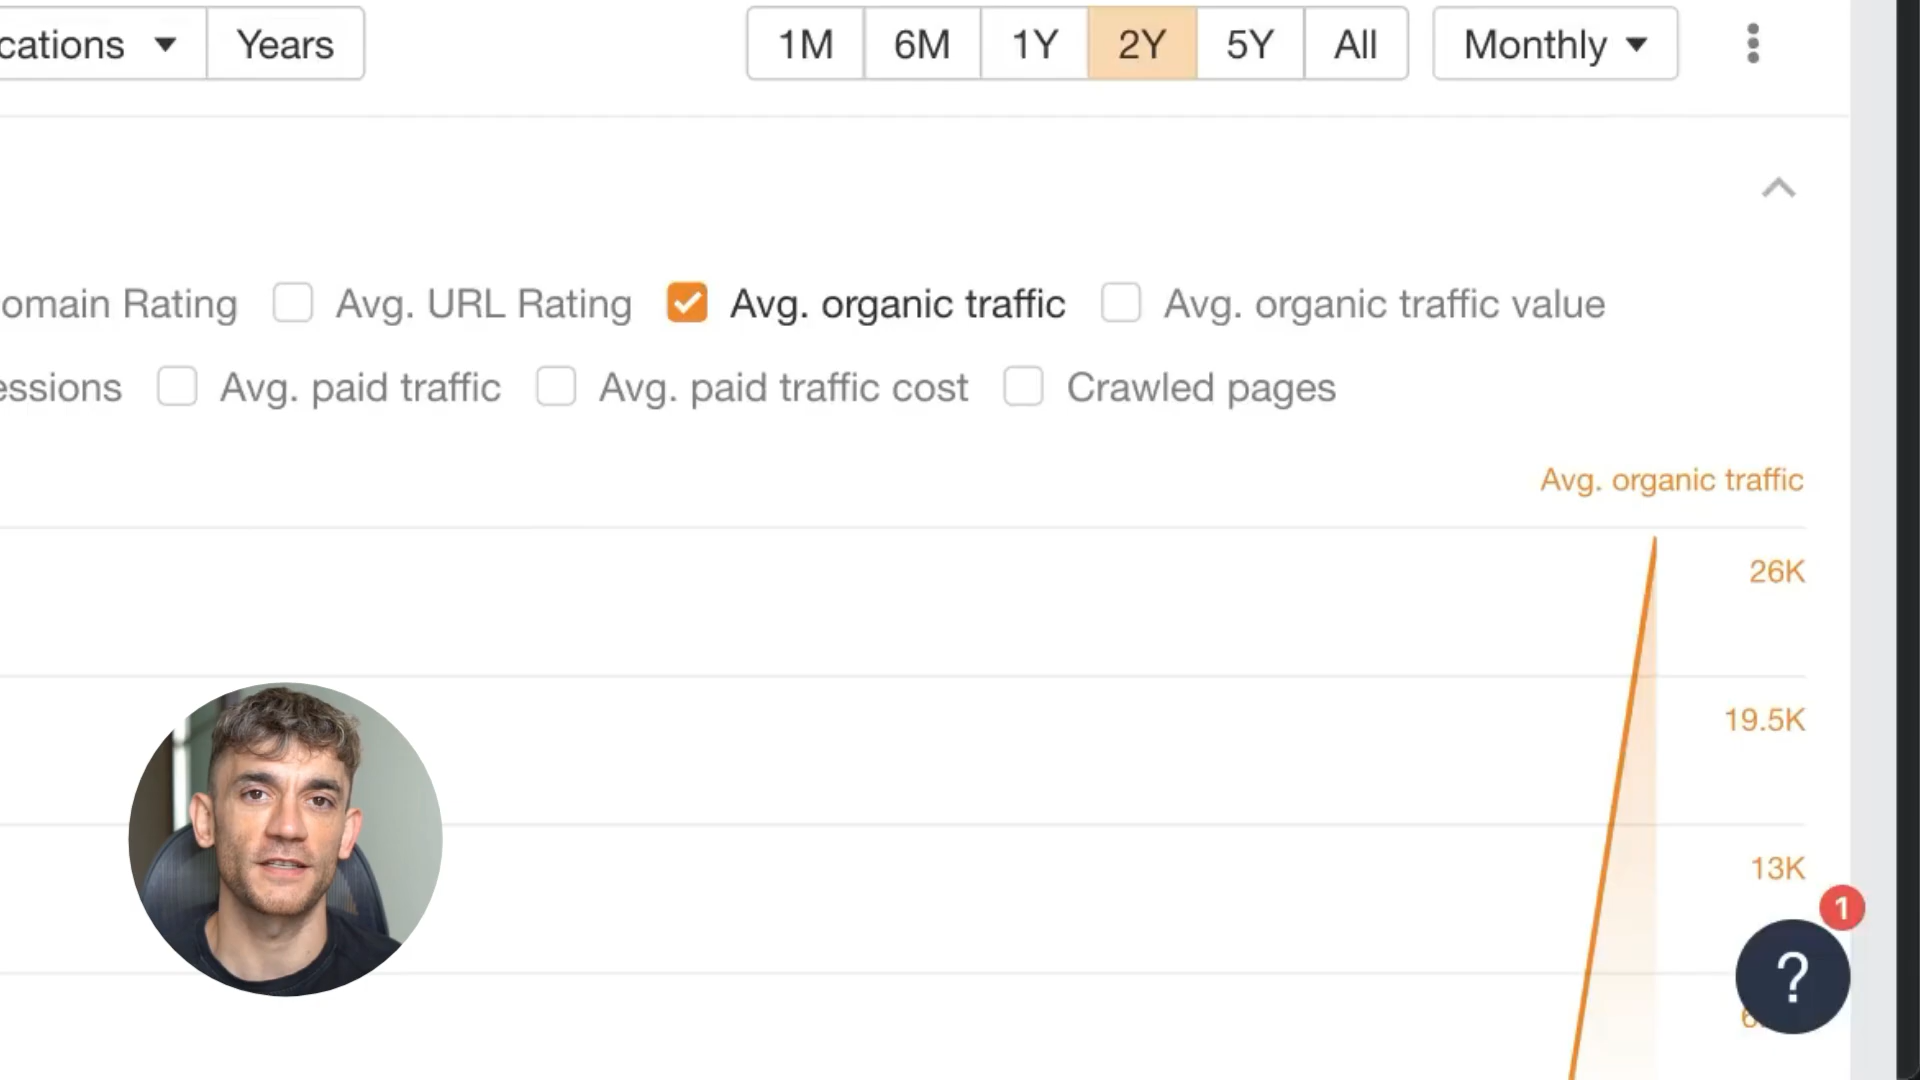 cations Years 1M 6M 1Y 2Y 5Y All Monthly
omain Rating Avg. URL Rating Avg. organic traffic Avg. organic traffic value
essions Avg. paid traffic Avg. paid traffic cost Crawled pages
Avg. organic traffic
26K
19.5K
13K
1
?